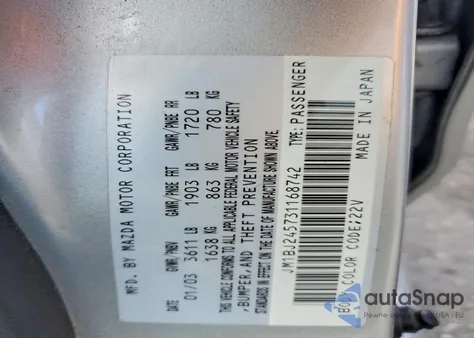 MFD. BY MAZDA MOTOR CORPORATION
DATE GVWR/PNBV GAWR/PNBE FRT GAWR/PNBE RR
01/03 3611 LB 1903 LB 1720 LB
1638 KG 863 KG 780 KG
THIS VEHICLE CONFORMS TO ALL APPLICABLE FEDERAL MOTOR VEHICLE SAFETY
, BUMPER, AND THEFT PREVENTION
STANDARDS IN EFFECT ON THE DATE OF MANUFACTURE SHOWN ABOVE.
JM1BJ245731168742 TYPE: PASSENGER
BODY COLOR CODE;22V MADE IN JAPAN
autoSnap